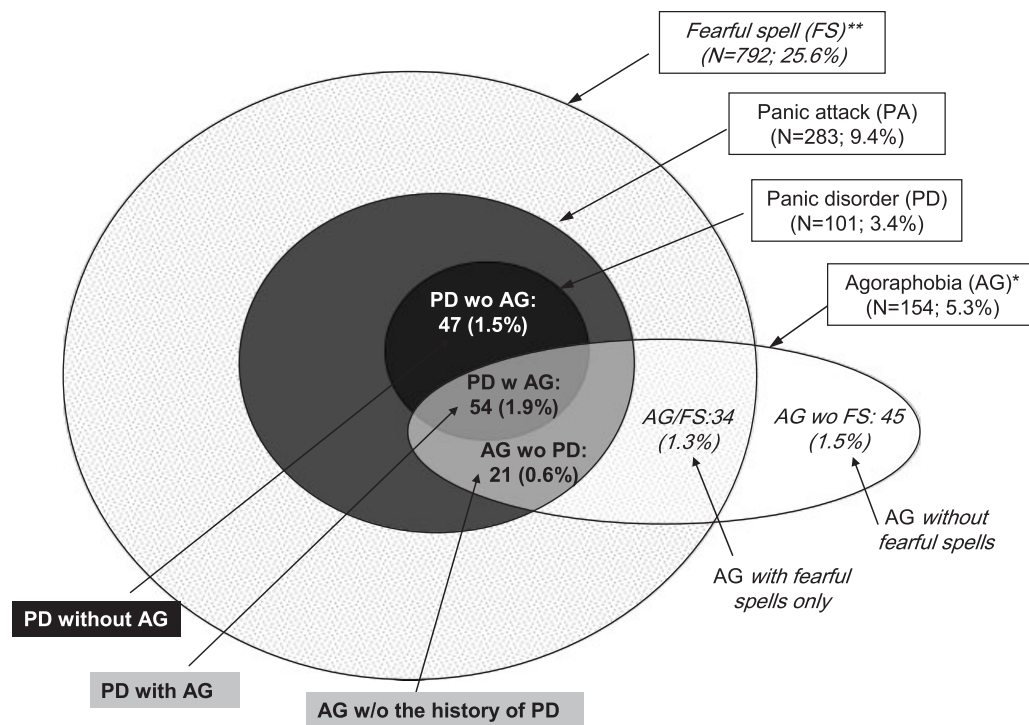 Fearful spell (FS)**
(N=792; 25.6%)
Panic attack (PA)
(N=283; 9.4%)
Panic disorder (PD)
(N=101; 3.4%)
Agoraphobia (AG)*
(N=154; 5.3%)
PD wo AG:
47 (1.5%)
PD w AG:
54 (1.9%)
AG wo PD:
21 (0.6%)
AG/FS:34
(1.3%)
AG wo FS: 45
(1.5%)
AG without
fearful spells
AG with fearful
spells only
PD without AG
PD with AG
AG w/o the history of PD